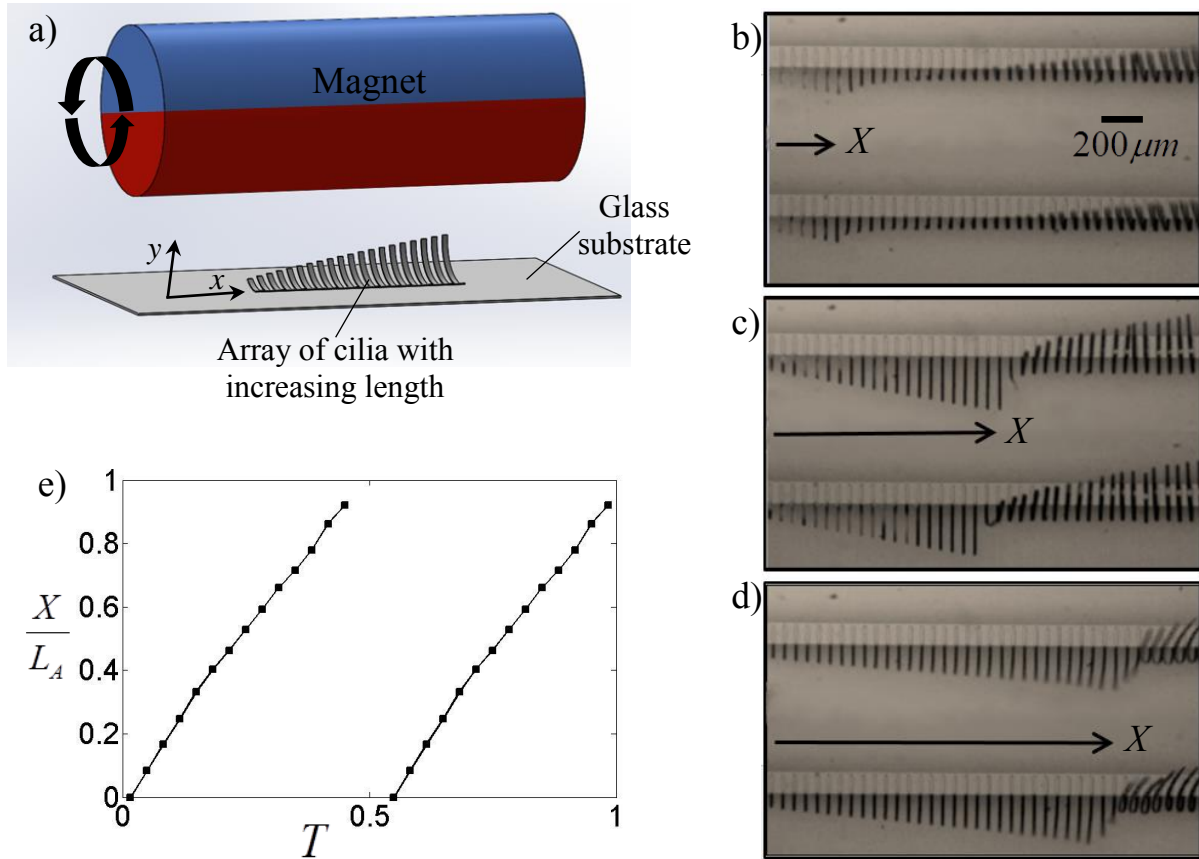 a)
Magnet
Glass
substrate
y
x
Array of cilia with
increasing length
b)
X
200 μm
c)
X
d)
X
e)
1
0.8
0.6
0.4
0.2
0
X
L_A
0
0.5
1
T